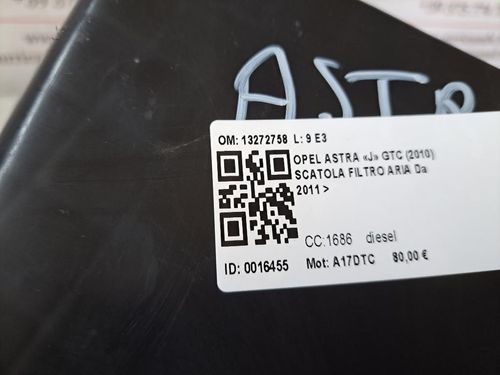 ASTR
OM: 13272758 L: 9 E3
OPEL ASTRA «J» GTC (2010)
SCATOLA FILTRO ARIA Da
2011 >
CC:1686 diesel
ID: 0016455 Mot: A17DTC 80,00 €